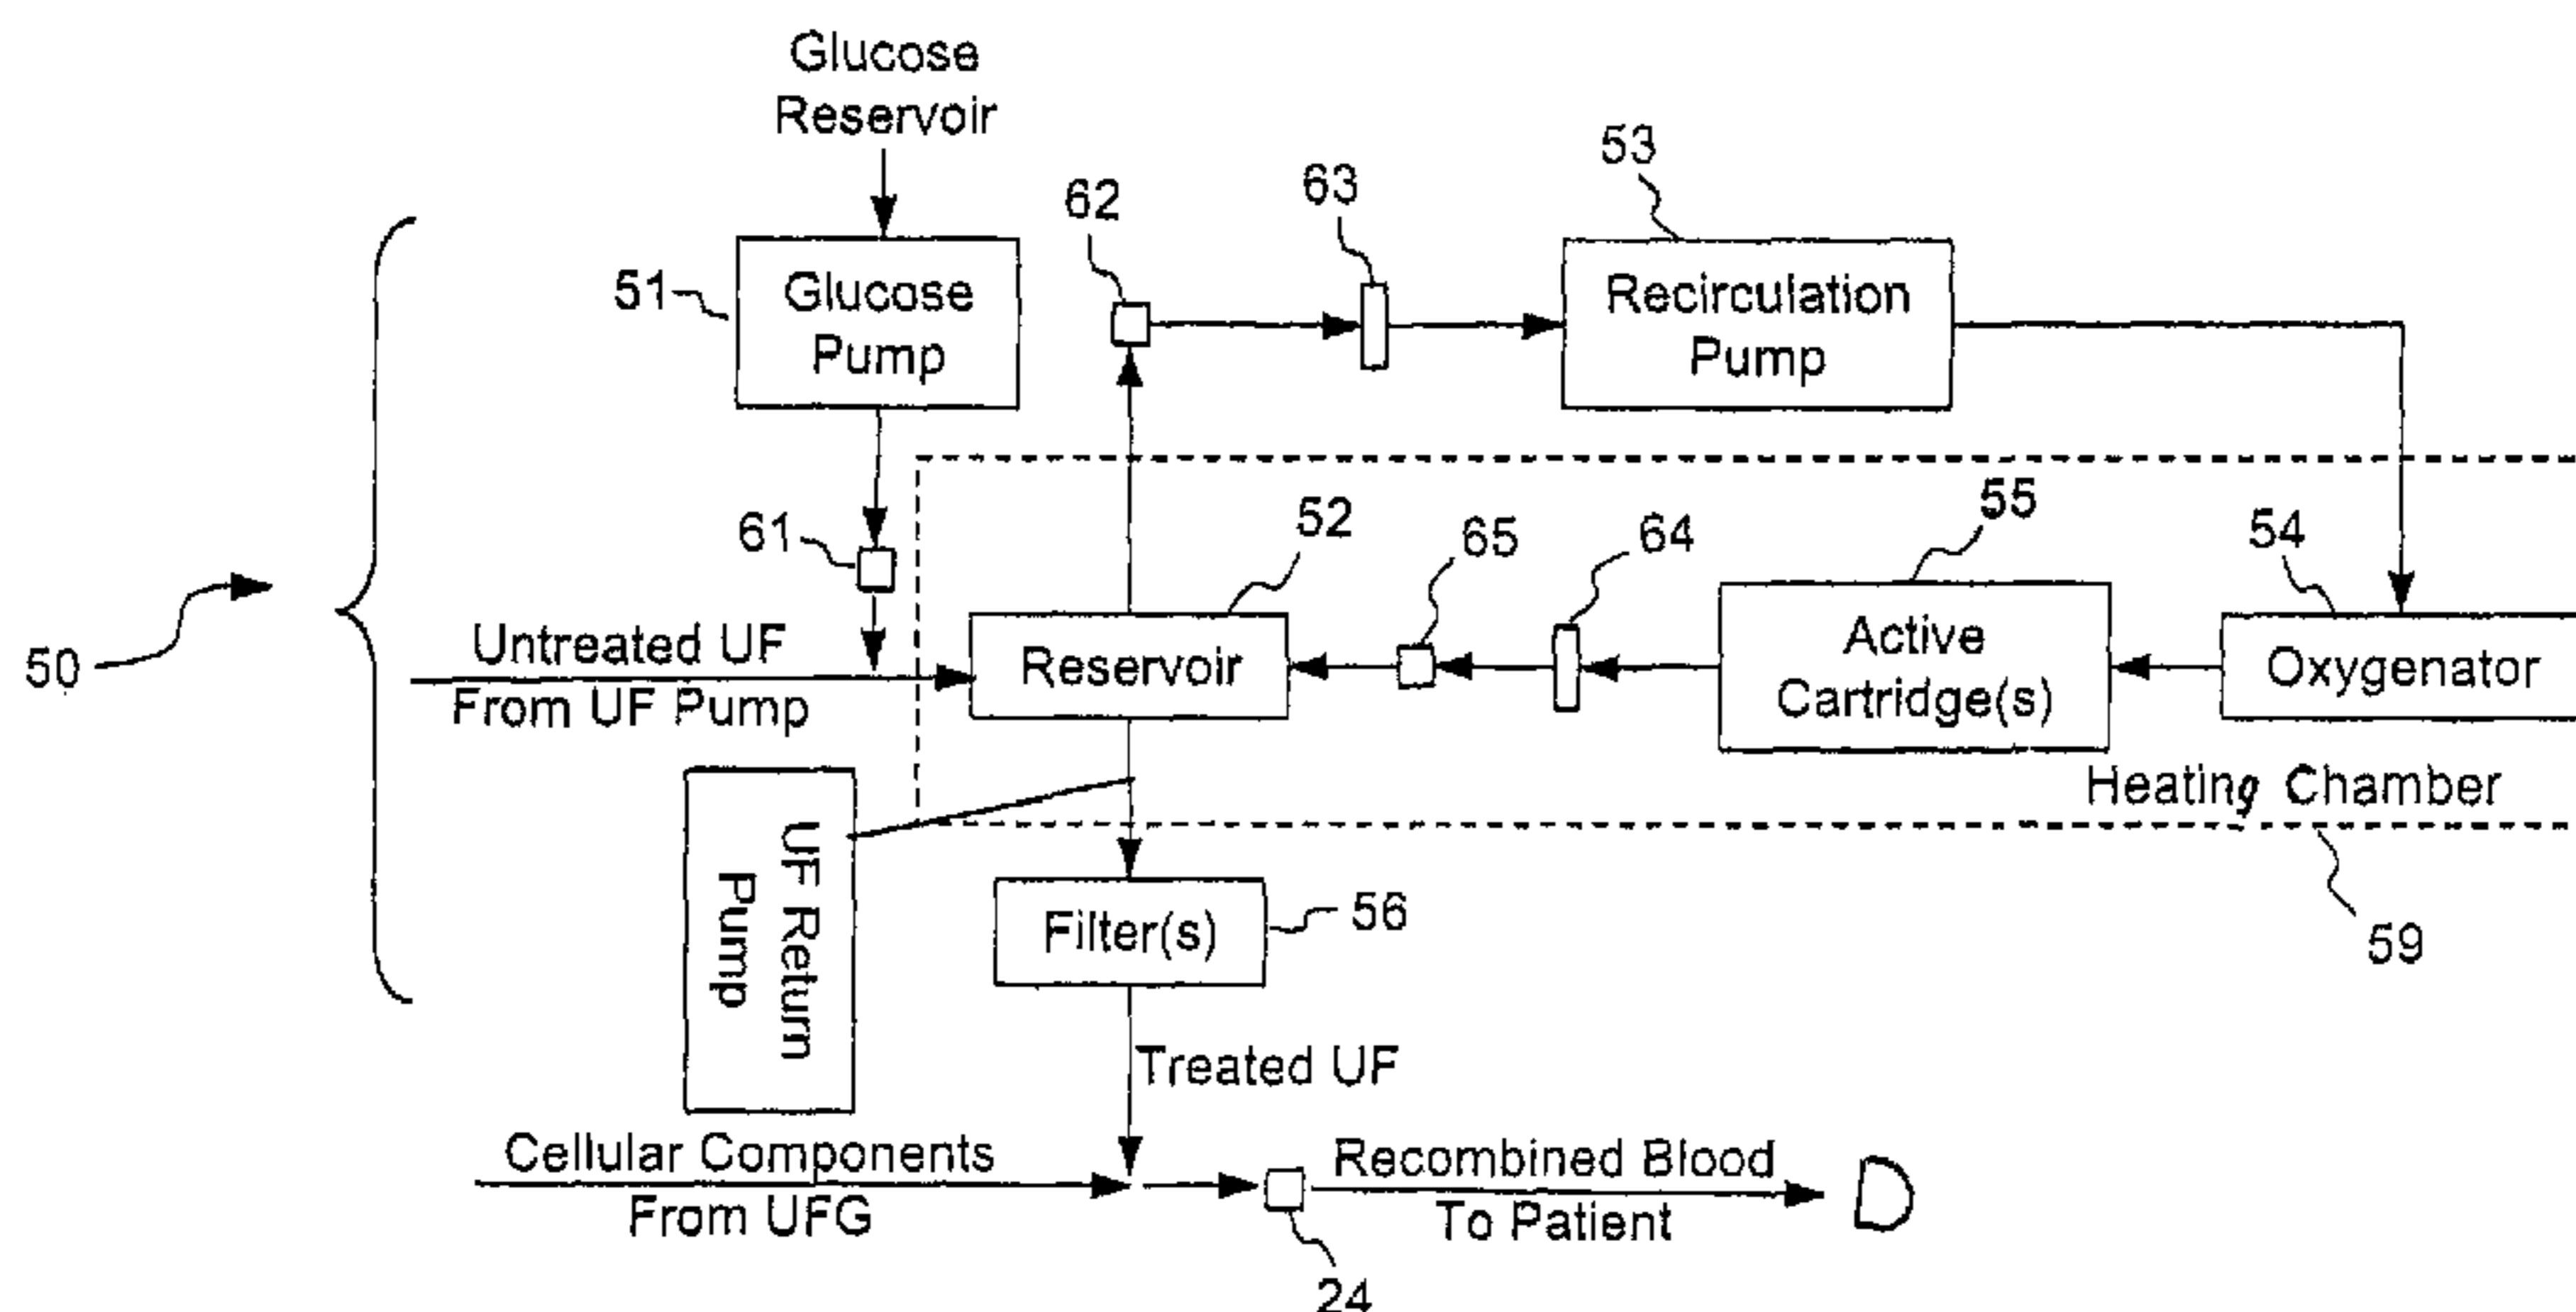 Glucose
Reservoir
53
63
62
51
Glucose
Pump
Recirculation
Pump
55
52
64
54
61
65
50
Untreated UF
From UF Pump
Reservoir
Active
Cartridge(s)
Oxygenator
Heating Chamber
UF Return
Pump
Filter(s)
56
59
Treated UF
Cellular Components
From UFG
Recombined Blood
To Patient
D
24